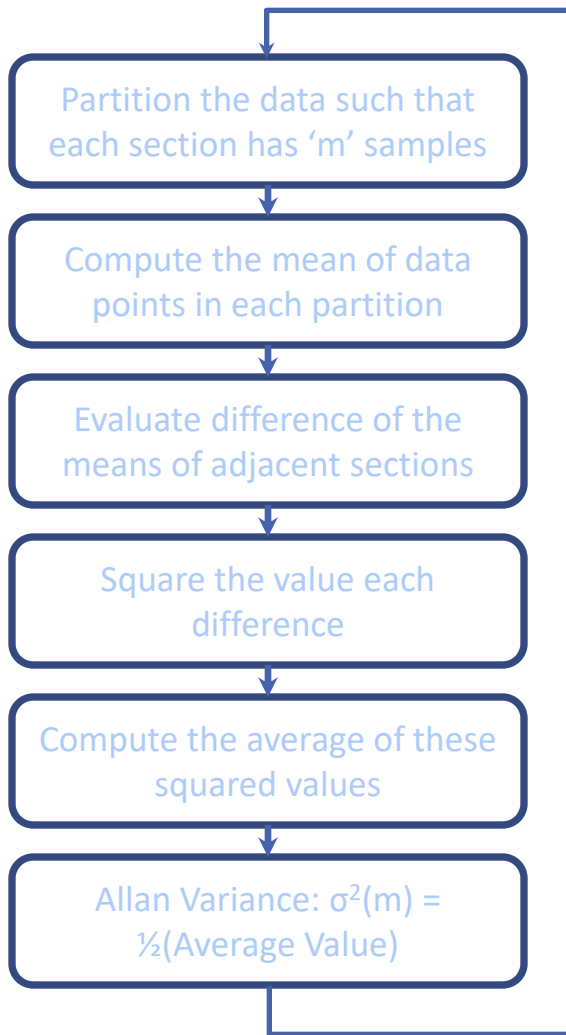 Partition the data such that
each section has ‘m’ samples
Compute the mean of data
points in each partition
Evaluate difference of the
means of adjacent sections
Square the value each
difference
Compute the average of these
squared values
Allan Variance: σ²(m) =
½(Average Value)